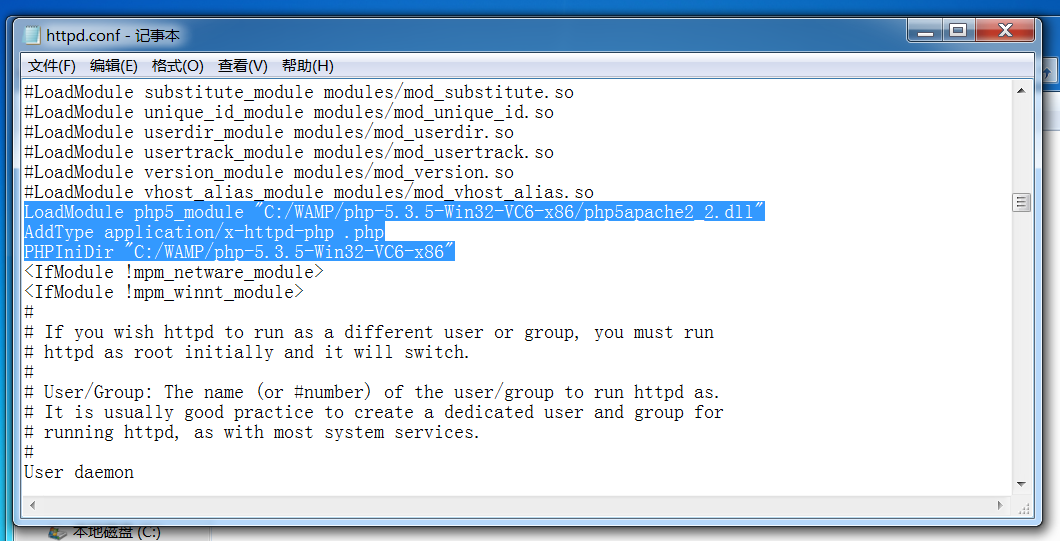 httpd.conf - 记事本
文件(F) 编辑(E) 格式(O) 查看(V) 帮助(H)
#LoadModule substitute_module modules/mod_substitute.so
#LoadModule unique_id_module modules/mod_unique_id.so
#LoadModule userdir_module modules/mod_userdir.so
#LoadModule usertrack_module modules/mod_usertrack.so
#LoadModule version_module modules/mod_version.so
#LoadModule vhost_alias_module modules/mod_vhost_alias.so
LoadModule php5_module "C:/WAMP/php-5.3.5-Win32-VC6-x86/php5apache2_2.dll"
AddType application/x-httpd-php .php
PHPIniDir "C:/WAMP/php-5.3.5-Win32-VC6-x86"
<IfModule !mpm_netware_module>
<IfModule !mpm_winnt_module>
#
# If you wish httpd to run as a different user or group, you must run
# httpd as root initially and it will switch.
#
# User/Group: The name (or #number) of the user/group to run httpd as.
# It is usually good practice to create a dedicated user and group for
# running httpd, as with most system services.
#
User daemon
本地磁盘 (C:)